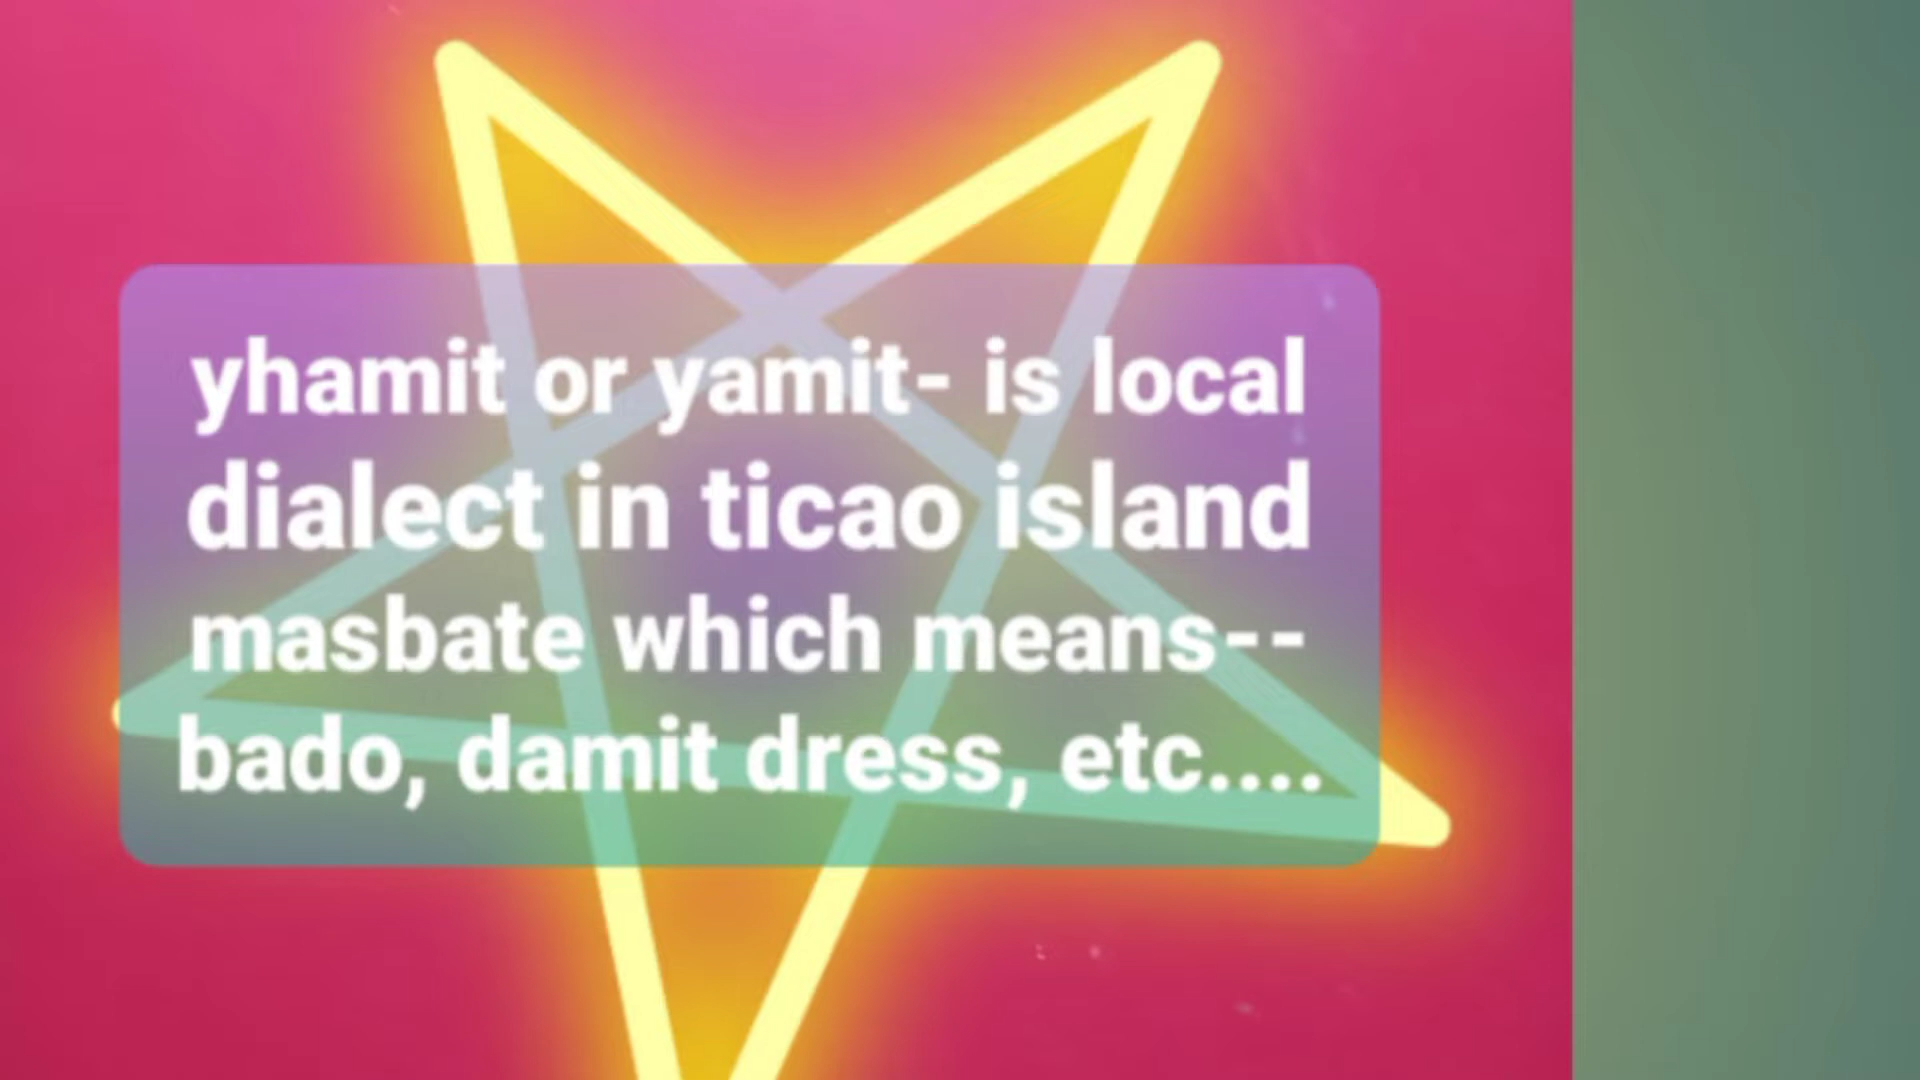 yhamit or yamit- is local
dialect in ticao island
masbate which means--
bado, damit dress, etc....